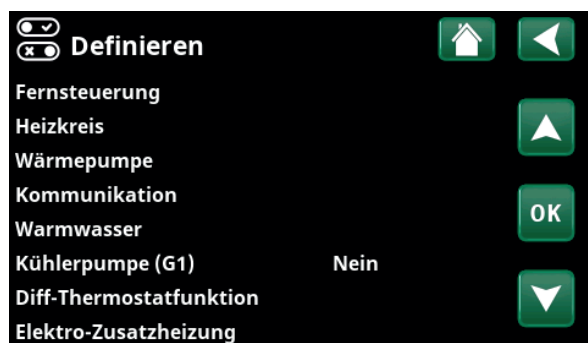 Definieren
Fernsteuerung
Heizkreis
Wärmepumpe
Kommunikation
Warmwasser
Kühlerpumpe (G1) Nein
Diff-Thermostatfunktion
Elektro-Zusatzheizung
OK